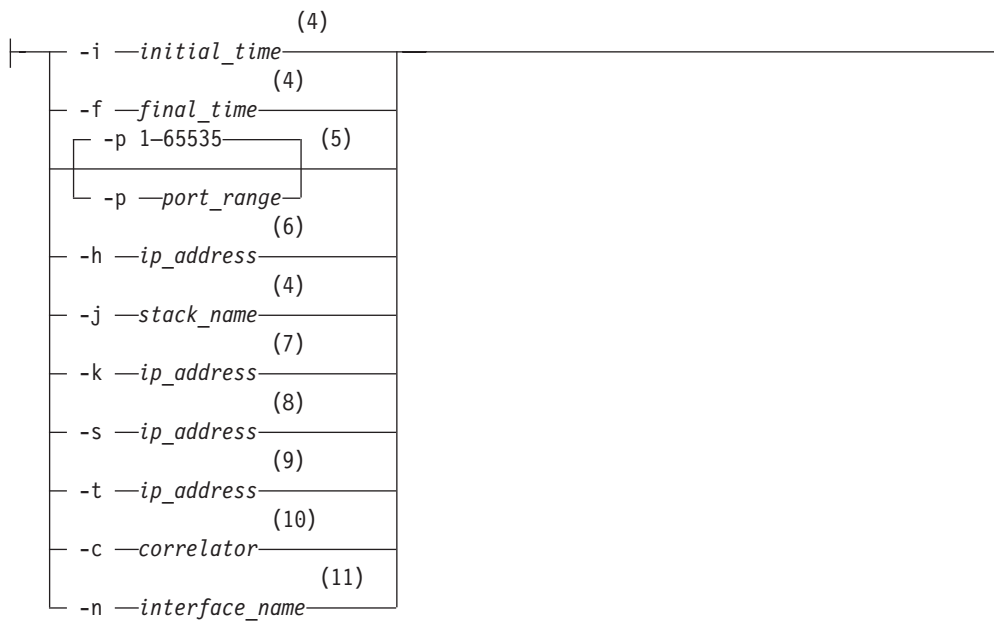 (4)
-i initial_time
(4)
-f final_time
-p 1–65535 (5)
-p port_range
(6)
-h ip_address
(4)
-j stack_name
(7)
-k ip_address
(8)
-s ip_address
(9)
-t ip_address
(10)
-c correlator
(11)
-n interface_name